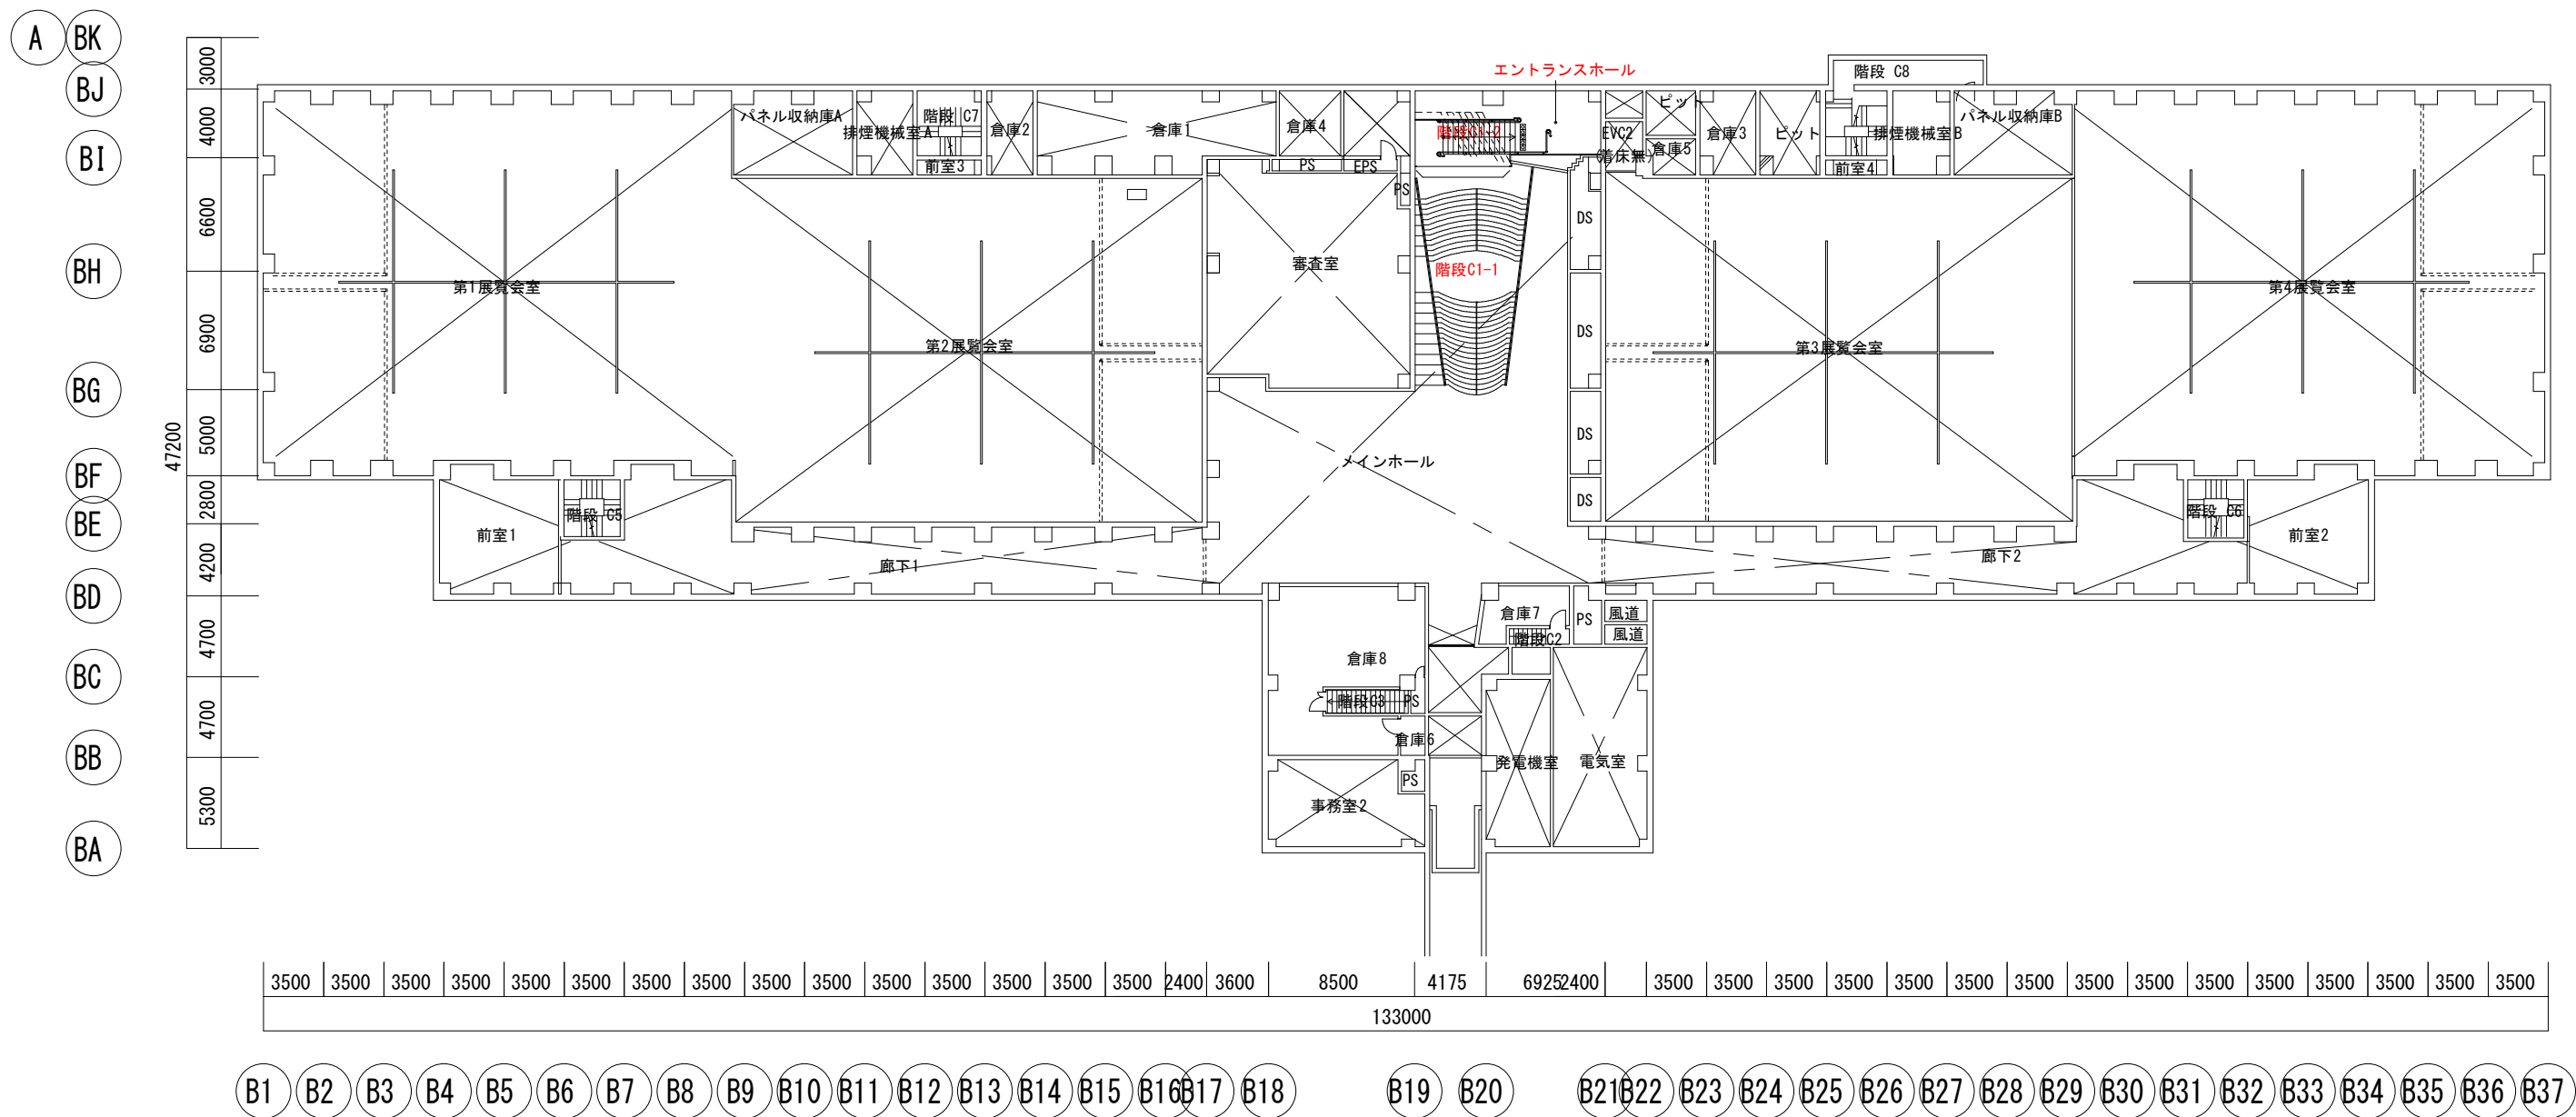 A BK
3000
BJ
4000
BI
6600
BH
6900
BG
5000
BF
2800
BE
4200
BD
4700
BC
4700
BB
5300
BA
47200
エントランスホール
階段 C8
パネル収納庫A
排煙機械室A
階段 C7
前室3
倉庫2
倉庫1
倉庫4
PS
EPS
PS
階段C1-2
EVC2
(着床無)
ピット
倉庫5
倉庫3
ピット
排煙機械室B
前室4
パネル収納庫B
第1展覧会室
第2展覧会室
審査室
階段C1-1
DS
DS
DS
DS
第3展覧会室
第4展覧会室
メインホール
前室1
階段 C5
廊下1
廊下2
階段 C6
前室2
倉庫7
階段C2
PS
風道
風道
倉庫8
階段C3
PS
倉庫6
PS
事務室2
発電機室
電気室
3500 3500 3500 3500 3500 3500 3500 3500 3500 3500 3500 3500 3500 3500 3500 2400 3600 8500 4175 6925 2400 3500 3500 3500 3500 3500 3500 3500 3500 3500 3500 3500 3500 3500 3500 3500
133000
B1 B2 B3 B4 B5 B6 B7 B8 B9 B10 B11 B12 B13 B14 B15 B16 B17 B18 B19 B20 B21 B22 B23 B24 B25 B26 B27 B28 B29 B30 B31 B32 B33 B34 B35 B36 B37